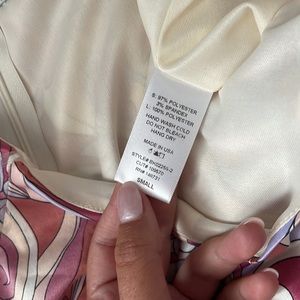 S: 97% POLYESTER
3% SPANDEX
L: 100% POLYESTER
HAND WASH COLD
DO NOT BLEACH
HANG DRY
MADE IN USA
SMALL